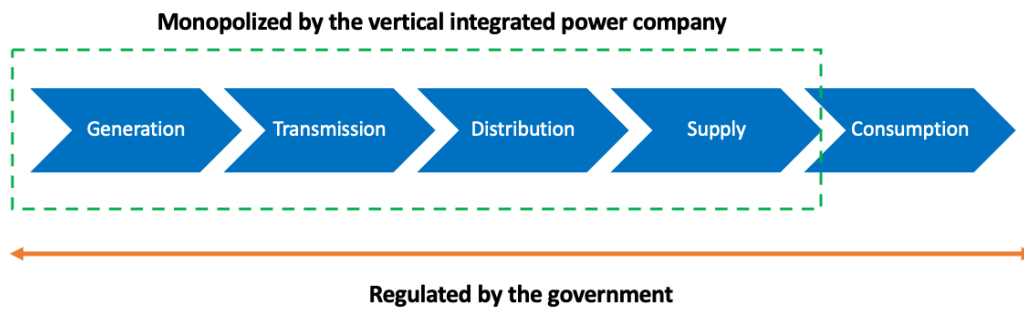 Monopolized by the vertical integrated power company
Generation
Transmission
Distribution
Supply
Consumption
Regulated by the government